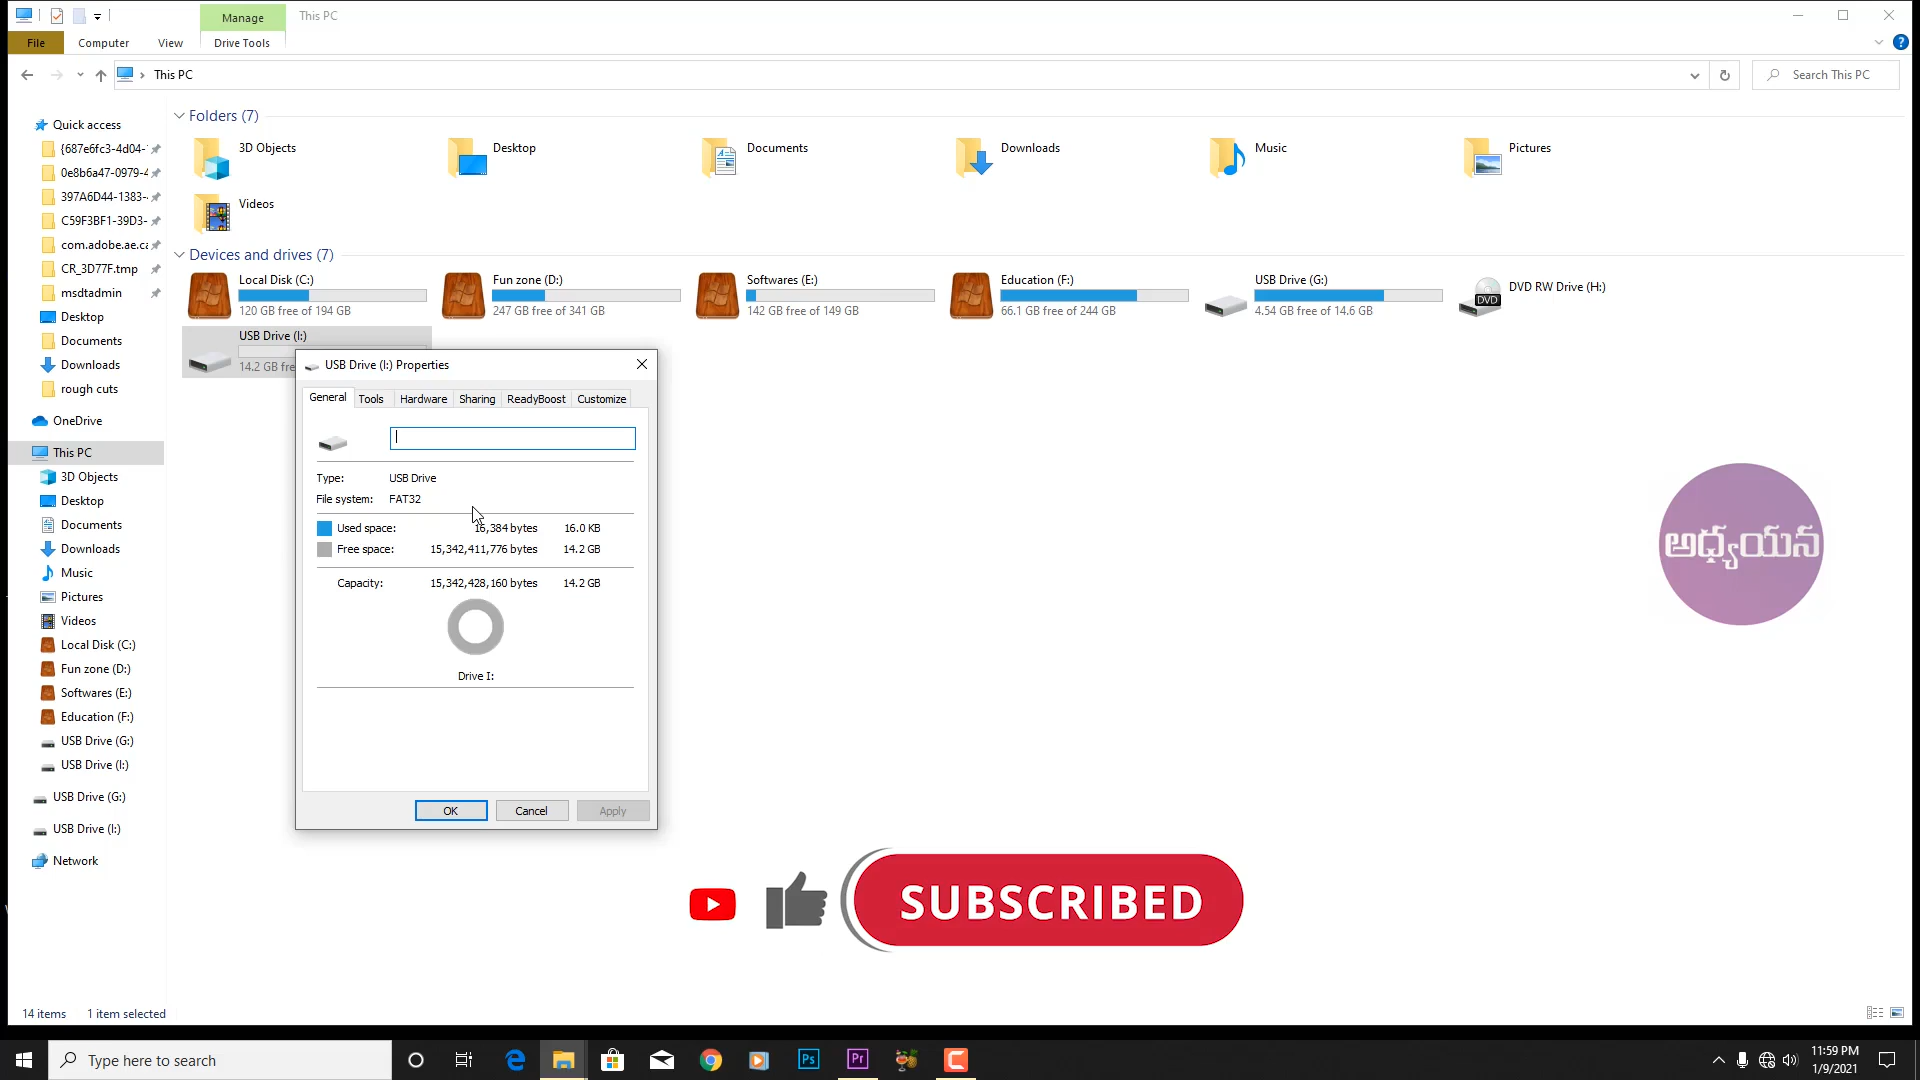 Manage
This PC
File
Computer
View
Drive Tools
This PC
Search This PC
Quick access
{687e6fc3-4d04-
0e8b6a47-0979-4
397A6D44-1383-
C59F3BF1-39D3-
com.adobe.ae.ca
CR_3D77F.tmp
msdtadmin
Desktop
Documents
Downloads
rough cuts
OneDrive
This PC
3D Objects
Desktop
Documents
Downloads
Music
Pictures
Videos
Local Disk (C:)
Fun zone (D:)
Softwares (E:)
Education (F:)
USB Drive (G:)
USB Drive (I:)
USB Drive (G:)
USB Drive (I:)
Network
Folders (7)
3D Objects
Desktop
Documents
Downloads
Music
Pictures
Videos
Devices and drives (7)
Local Disk (C:)
120 GB free of 194 GB
Fun zone (D:)
247 GB free of 341 GB
Softwares (E:)
142 GB free of 149 GB
Education (F:)
66.1 GB free of 244 GB
USB Drive (G:)
4.54 GB free of 14.6 GB
DVD RW Drive (H:)
DVD
USB Drive (I:)
14.2 GB fre
USB Drive (I:) Properties
General
Tools
Hardware
Sharing
ReadyBoost
Customize
Type: USB Drive
File system: FAT32
Used space: 16,384 bytes 16.0 KB
Free space: 15,342,411,776 bytes 14.2 GB
Capacity: 15,342,428,160 bytes 14.2 GB
Drive I:
OK
Cancel
Apply
అధ్యయన
SUBSCRIBED
14 items
1 item selected
Type here to search
Ps
Pr
11:59 PM
1/9/2021